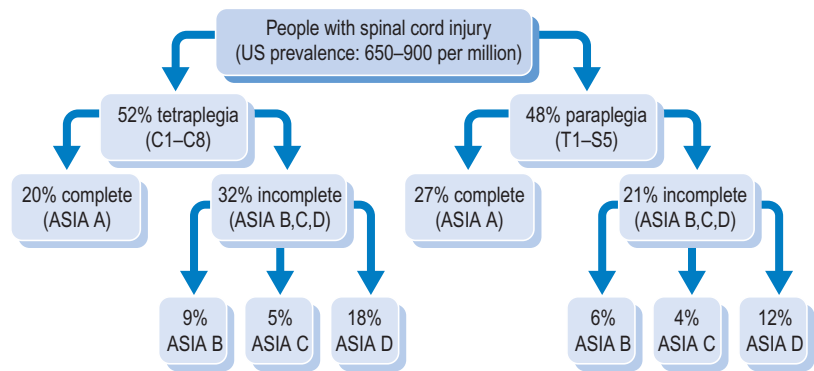 People with spinal cord injury
(US prevalence: 650–900 per million)
52% tetraplegia
(C1–C8)
48% paraplegia
(T1–S5)
20% complete
(ASIA A)
32% incomplete
(ASIA B,C,D)
27% complete
(ASIA A)
21% incomplete
(ASIA B,C,D)
9%
ASIA B
5%
ASIA C
18%
ASIA D
6%
ASIA B
4%
ASIA C
12%
ASIA D